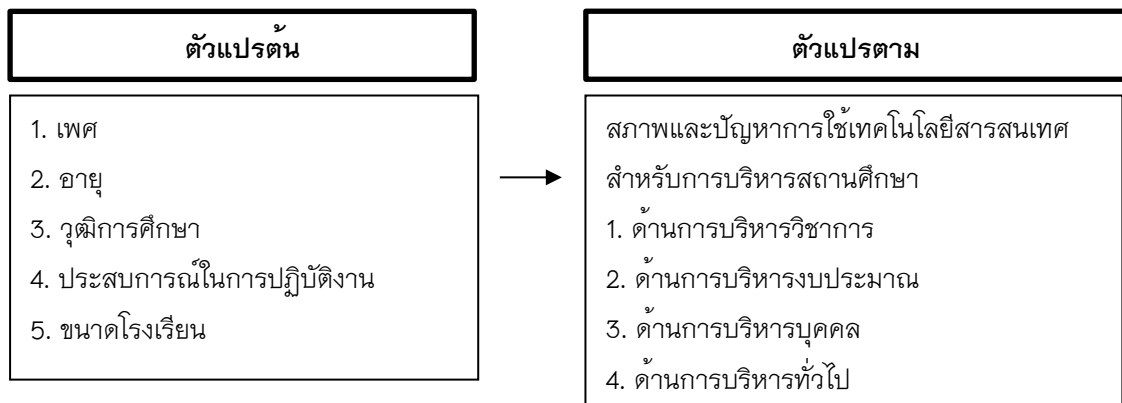 ตัวแปรต้น
1. เพศ
2. อายุ
3. วุฒิการศึกษา
4. ประสบการณ์ในการปฏิบัติงาน
5. ขนาดโรงเรียน
ตัวแปรตาม
สภาพและปัญหาการใช้เทคโนโลยีสารสนเทศ
สำหรับการบริหารสถานศึกษา
1. ด้านการบริหารวิชาการ
2. ด้านการบริหารงบประมาณ
3. ด้านการบริหารบุคคล
4. ด้านการบริหารทั่วไป